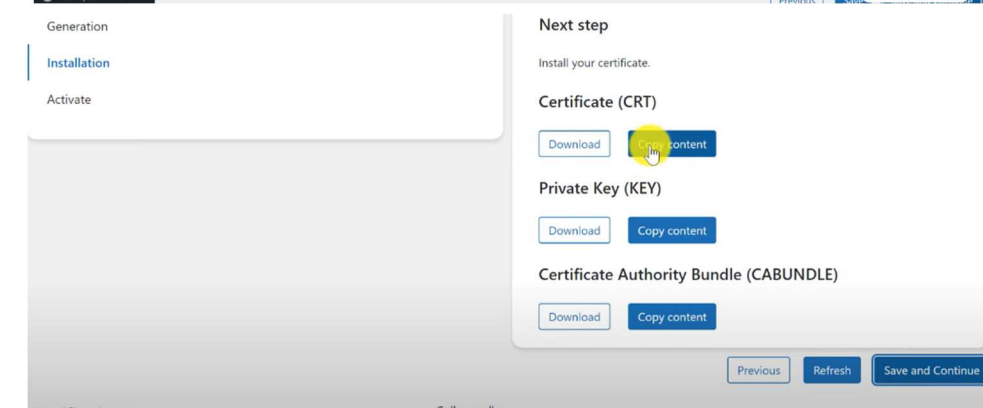 Previous
Generation
Installation
Activate
Next step
Install your certificate.
Certificate (CRT)
Download
Copy content
Private Key (KEY)
Download
Copy content
Certificate Authority Bundle (CABUNDLE)
Download
Copy content
Previous
Refresh
Save and Continue